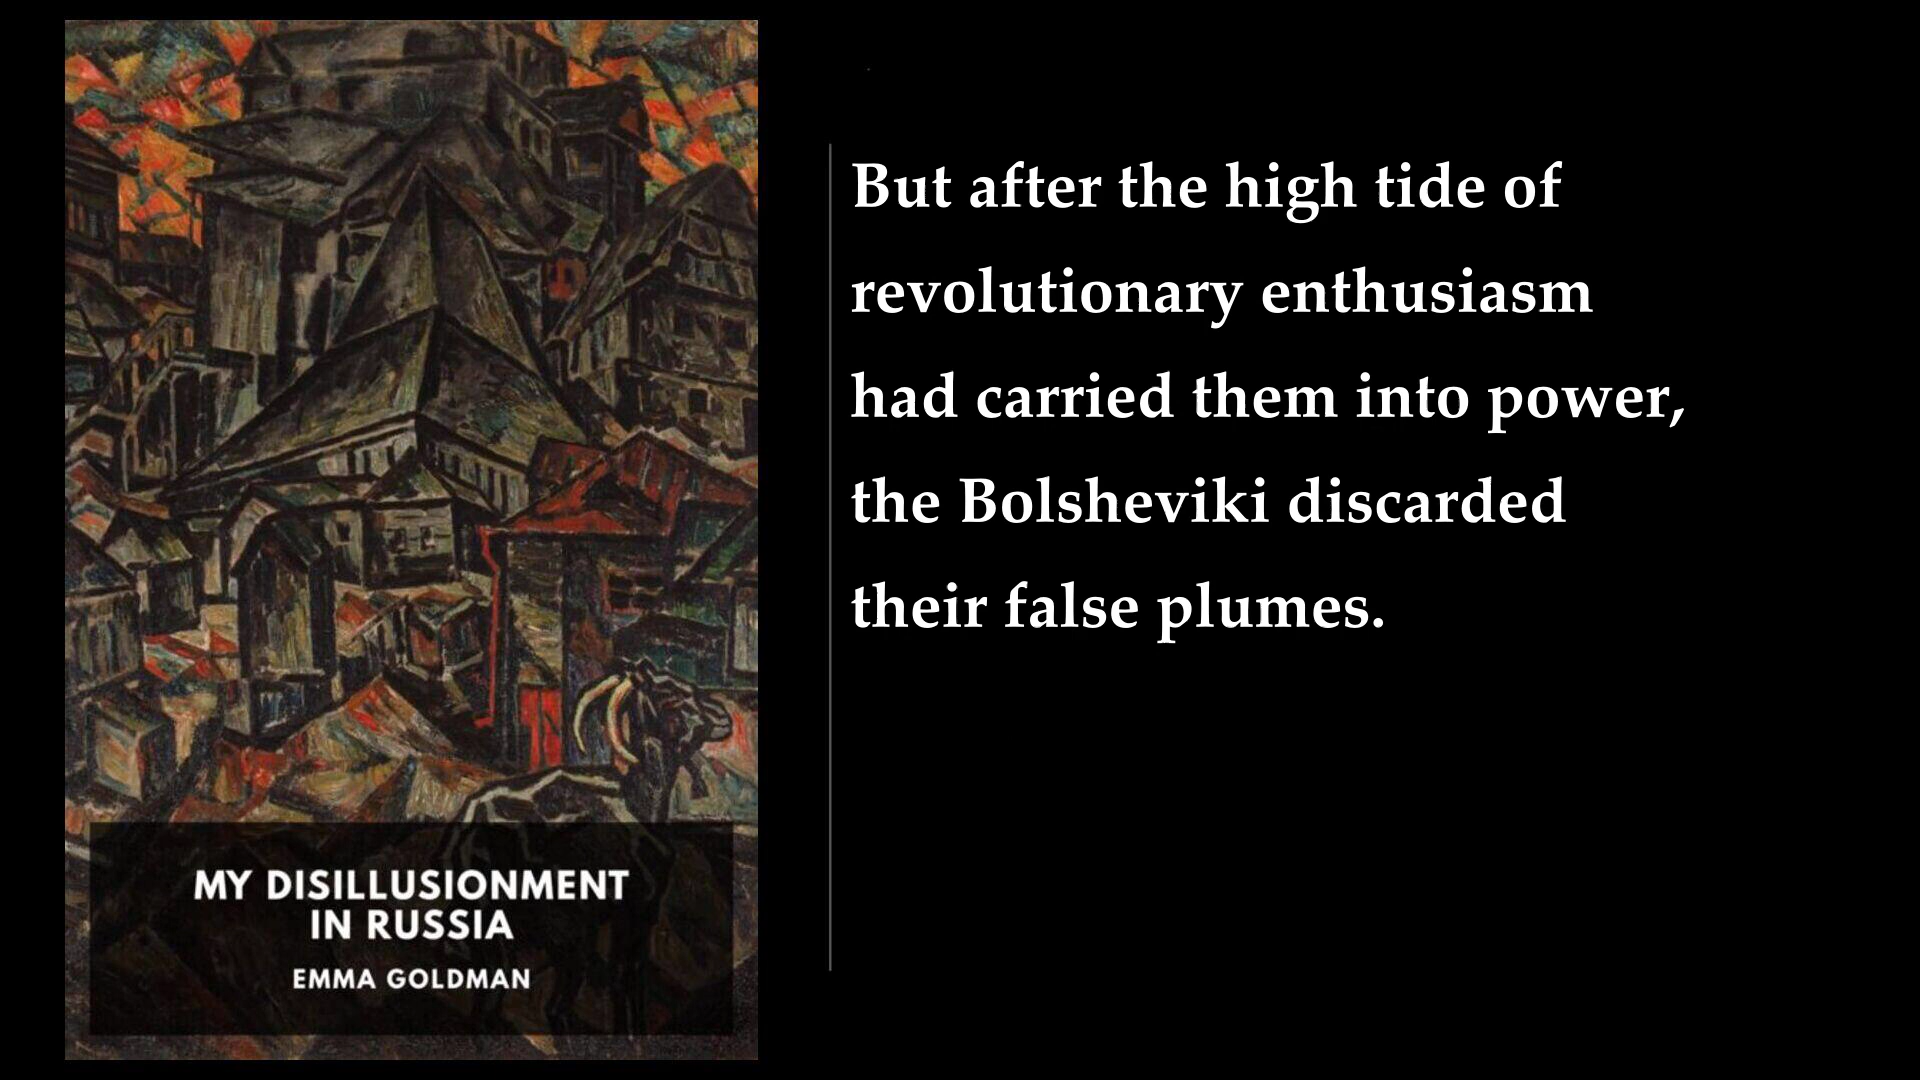 But after the high tide of
revolutionary enthusiasm
had carried them into power,
the Bolsheviki discarded
their false plumes.
MY DISILLUSIONMENT
IN RUSSIA
EMMA GOLDMAN